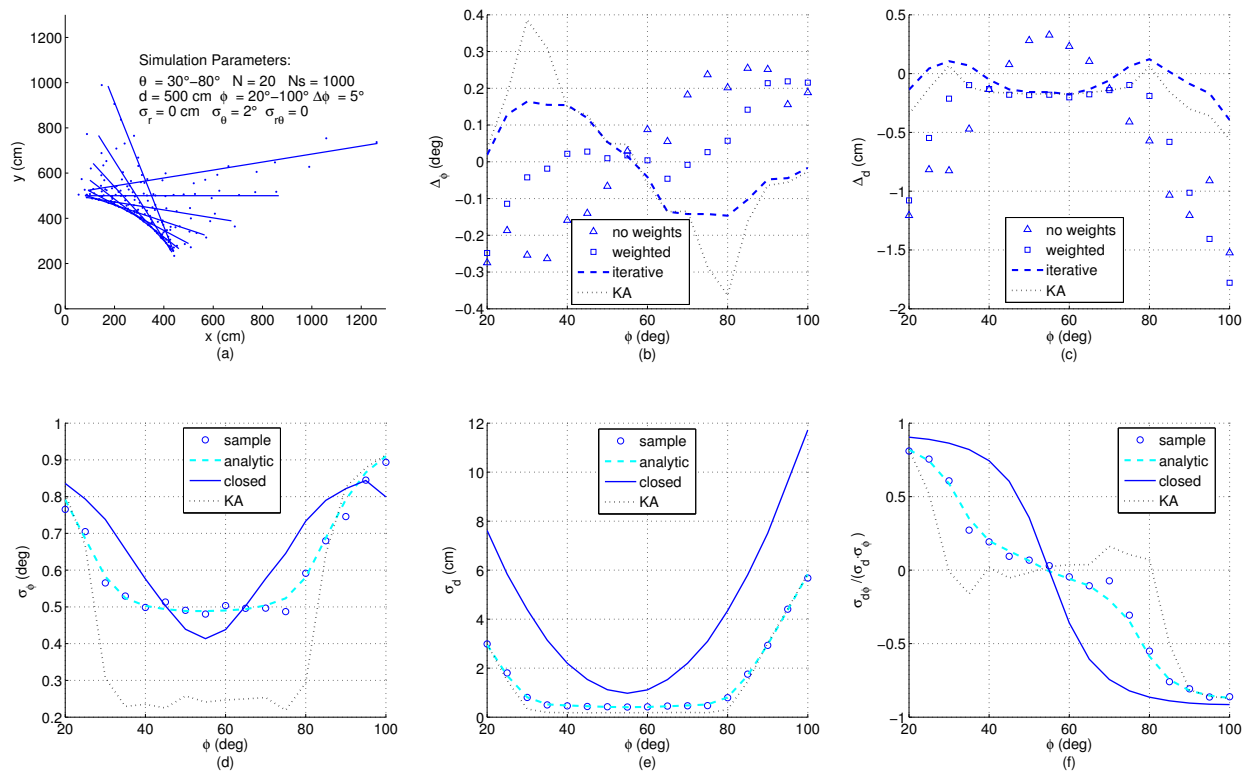 1200
1000
800
600
400
200
0
y (cm)
Simulation Parameters:
θ = 30°−80° N = 20 Ns = 1000
d = 500 cm ϕ = 20°−100° Δϕ = 5°
σr = 0 cm σθ = 2° σrθ = 0
0 200 400 600 800 1000 1200
x (cm)
(a)
0.4
0.3
0.2
0.1
0
−0.1
−0.2
−0.3
0.4
Δϕ (deg)
no weights
weighted
iterative
KA
20 40 60 80 100
ϕ (deg)
(b)
0.5
0
−0.5
−1
−1.5
−2
Δd (cm)
no weights
weighted
iterative
KA
20 40 60 80 100
ϕ (deg)
(c)
1
0.9
0.8
0.7
0.6
0.5
0.4
0.3
0.2
σϕ (deg)
sample
analytic
closed
KA
20 40 60 80 100
ϕ (deg)
(d)
12
10
8
6
4
2
0
σd (cm)
sample
analytic
closed
KA
20 40 60 80 100
ϕ (deg)
(e)
1
0.5
0
−0.5
−1
σdϕ/(σd·σϕ)
sample
analytic
closed
KA
20 40 60 80 100
ϕ (deg)
(f)